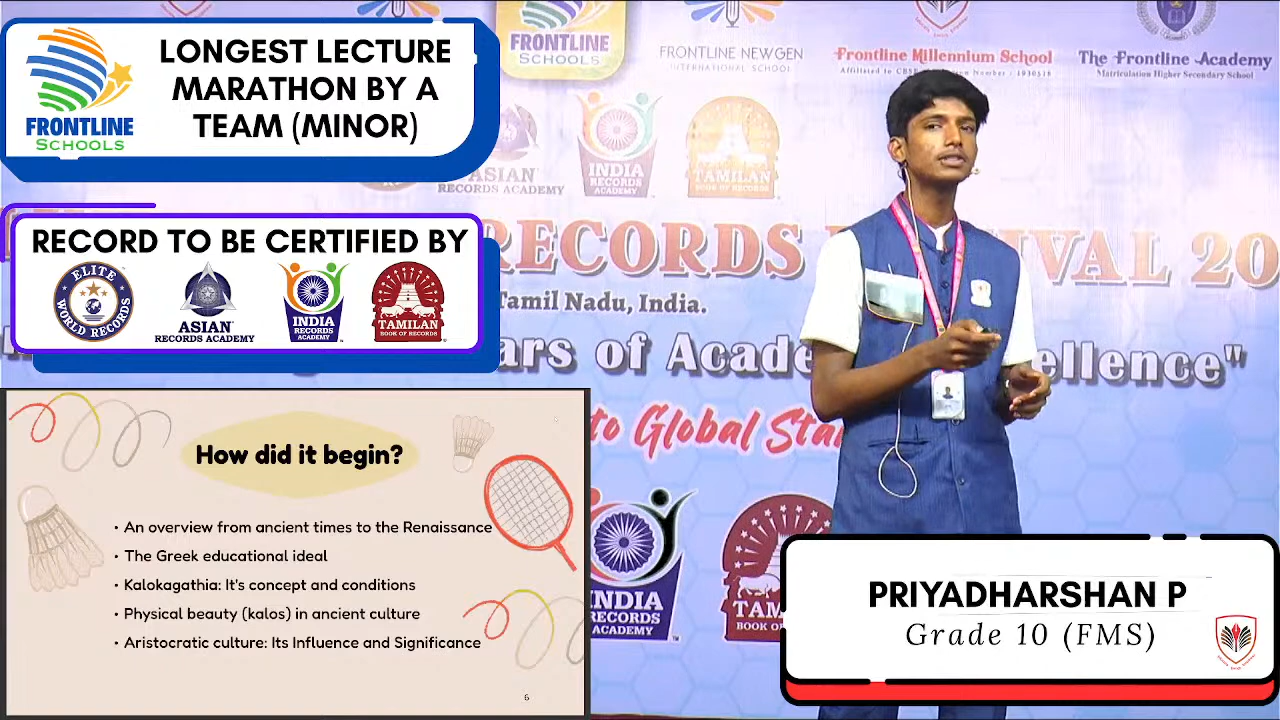 FRONTLINE
SCHOOLS
LONGEST LECTURE
MARATHON BY A
TEAM (MINOR)
FRONTLINE
SCHOOLS
FRONTLINE NEWGEN
INTERNATIONAL SCHOOL
Frontline Millennium School
The Frontline Academy
Matriculation Higher Secondary School
ASIAN
RECORDS ACADEMY
INDIA
RECORDS
ACADEMY
TAMILAN
BOOK OF RECORDS
RECORD TO BE CERTIFIED BY
ELITE
WORLD RECORDS
ASIAN
RECORDS ACADEMY
INDIA
RECORDS
ACADEMY
TAMILAN
BOOK OF RECORDS
RECORDS
VAL 20
Tamil Nadu, India.
ars of Acade
ellence"
to Global Sta
How did it begin?
• An overview from ancient times to the Renaissance
• The Greek educational ideal
• Kalokagathia: It's concept and conditions
• Physical beauty (kalos) in ancient culture
• Aristocratic culture: Its Influence and Significance
6
INDIA
RECORDS
ACADEMY
TAM
BOOK OF
PRIYADHARSHAN P
Grade 10 (FMS)